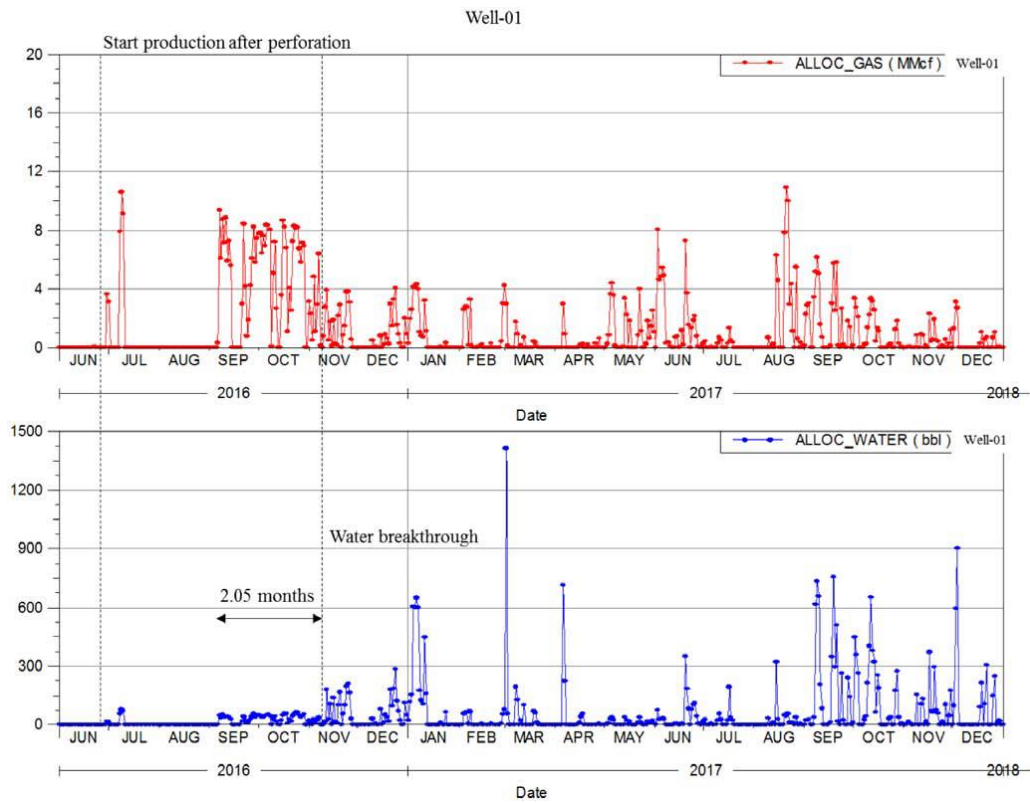 Well-01
Start production after perforation
20
ALLOC_GAS ( MMcf) Well-01
16
12
8
4
0
JUN JUL AUG SEP OCT NOV DEC JAN FEB MAR APR MAY JUN JUL AUG SEP OCT NOV DEC
2016 2017 2018
Date
1500
ALLOC_WATER ( bbl) Well-01
1200
Water breakthrough
900
2.05 months
600
300
0
JUN JUL AUG SEP OCT NOV DEC JAN FEB MAR APR MAY JUN JUL AUG SEP OCT NOV DEC
2016 2017 2018
Date